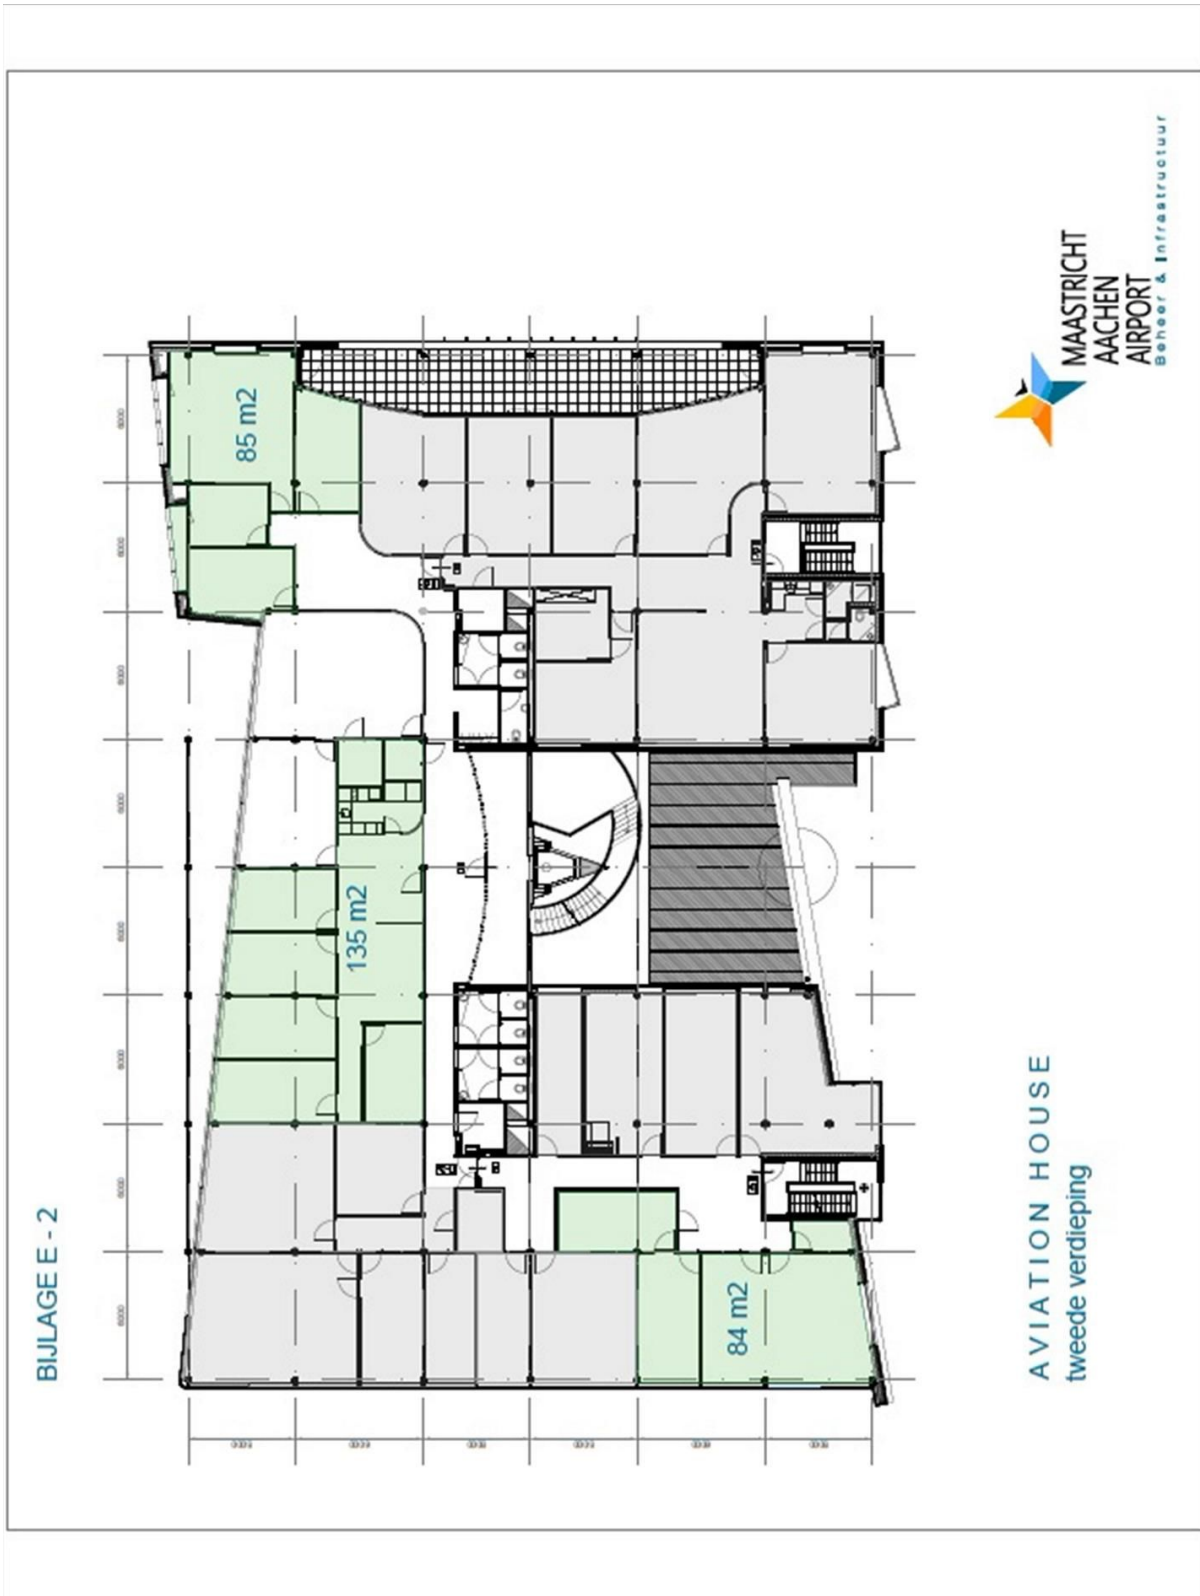 BIJLAGE E - 2
85 m2
135 m2
84 m2
AVIATION HOUSE
tweede verdieping
MAASTRICHT
AACHEN
AIRPORT
Beheer & Infrastructuur